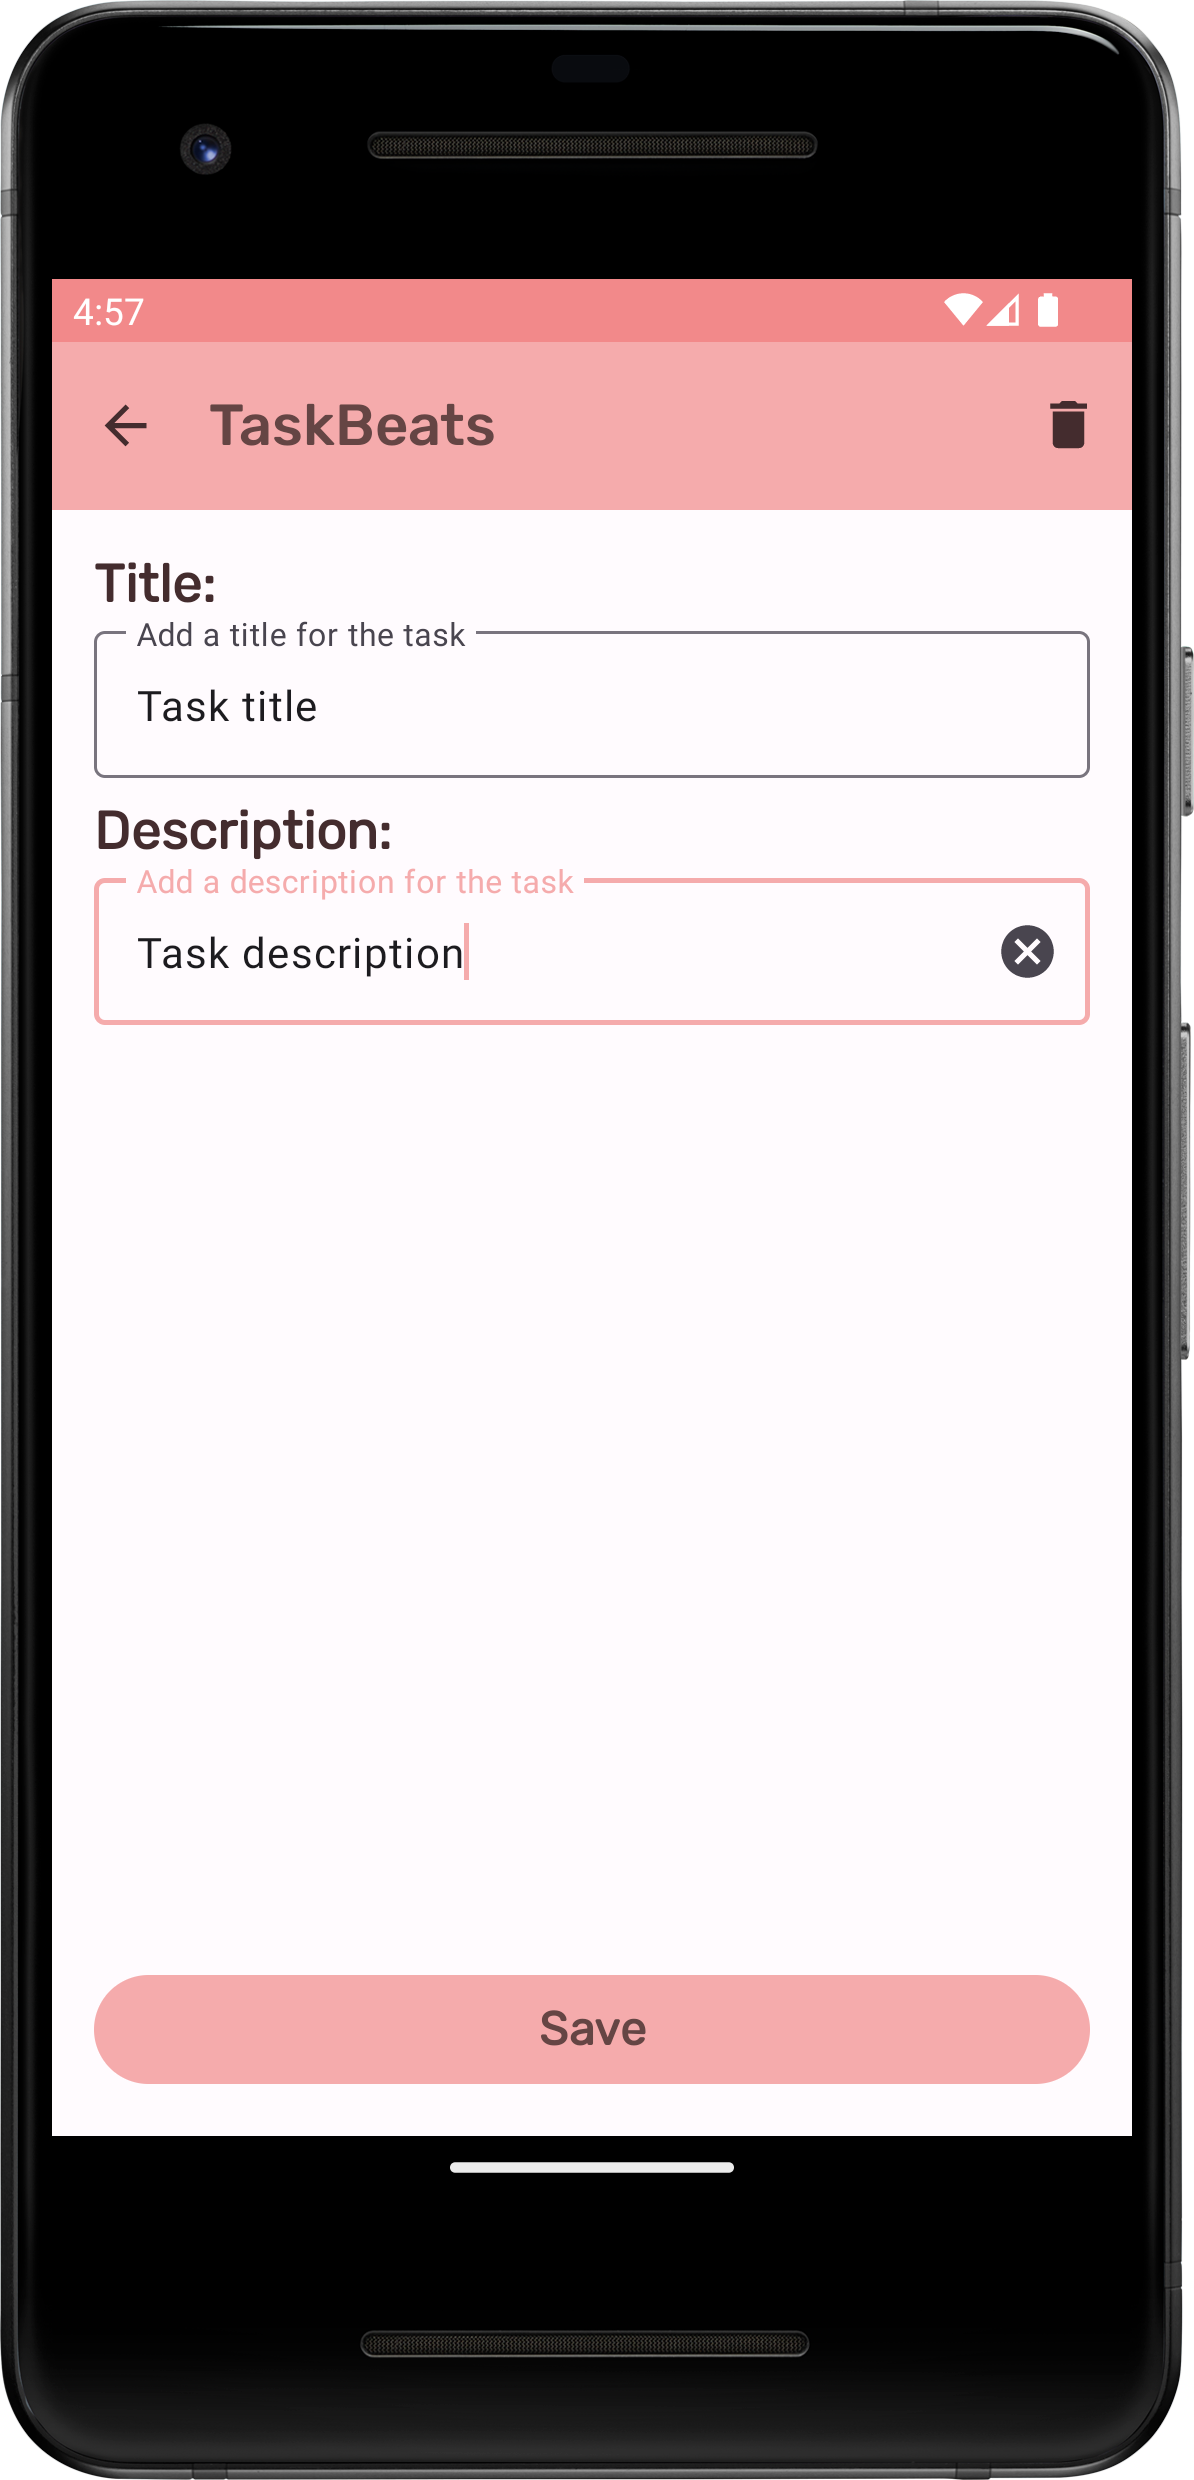 4:57
TaskBeats
Title:
Add a title for the task
Task title
Description:
Add a description for the task
Task description
Save